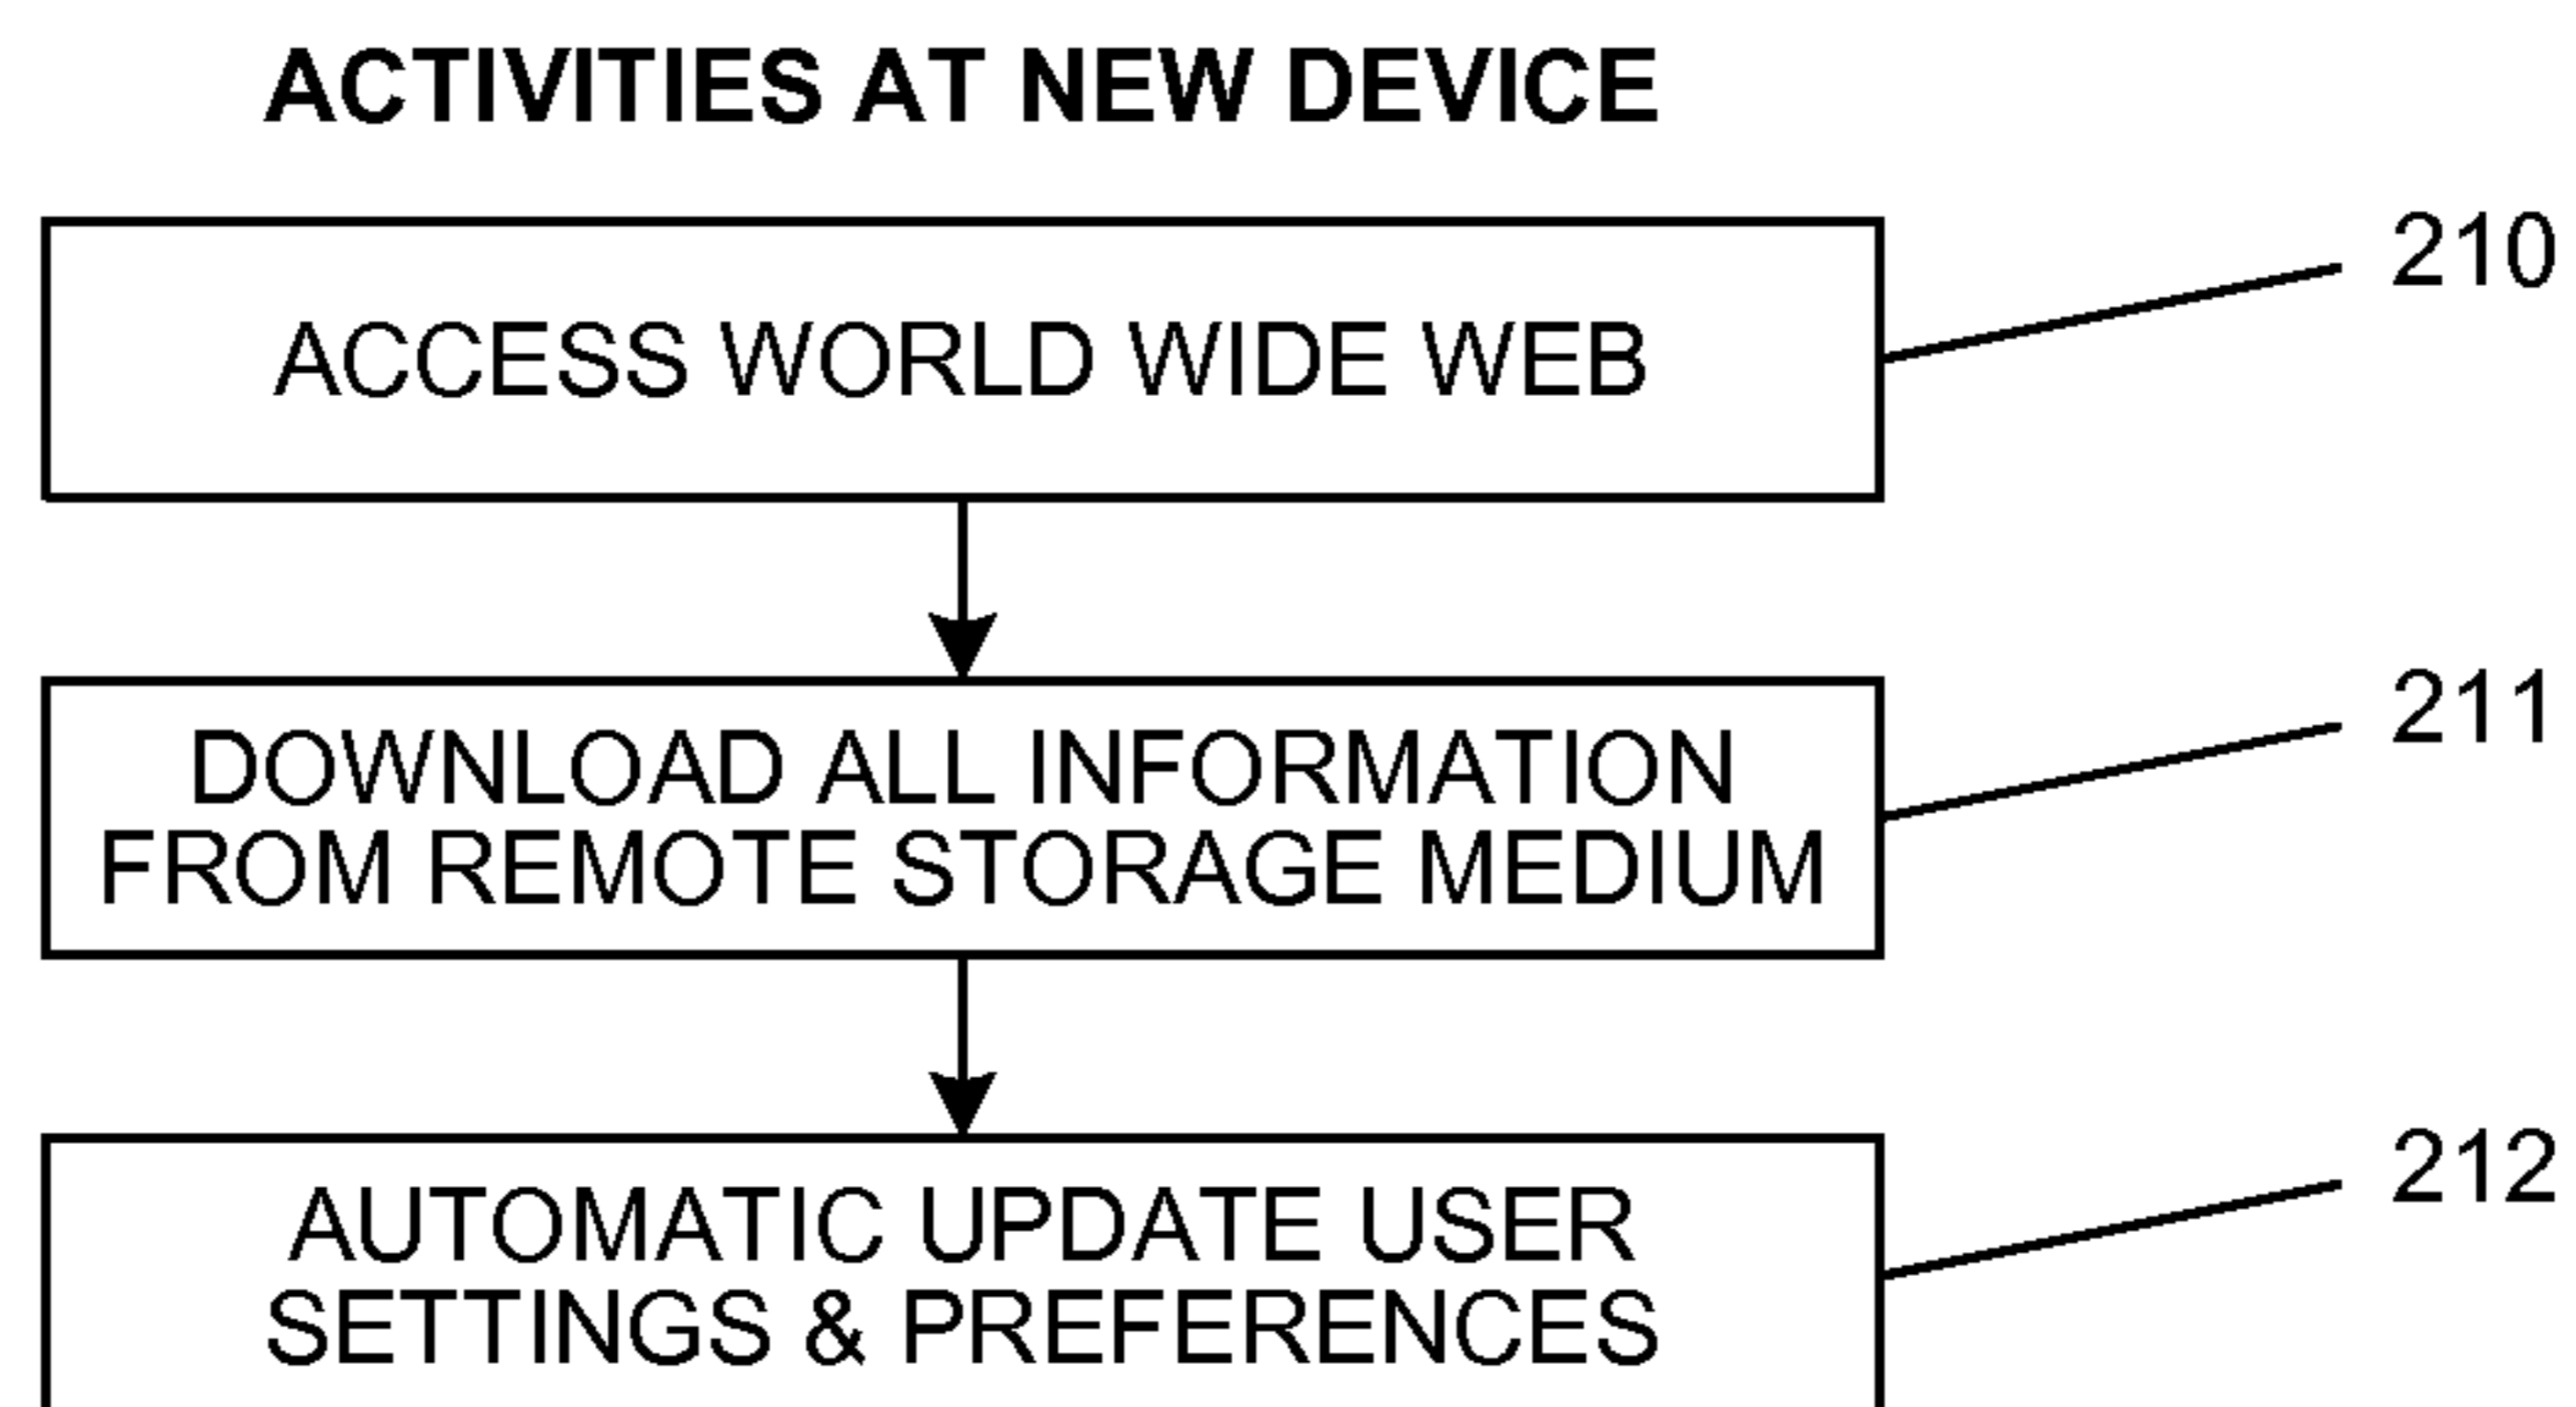 ACTIVITIES AT NEW DEVICE
210
ACCESS WORLD WIDE WEB
211
DOWNLOAD ALL INFORMATION
FROM REMOTE STORAGE MEDIUM
212
AUTOMATIC UPDATE USER
SETTINGS & PREFERENCES